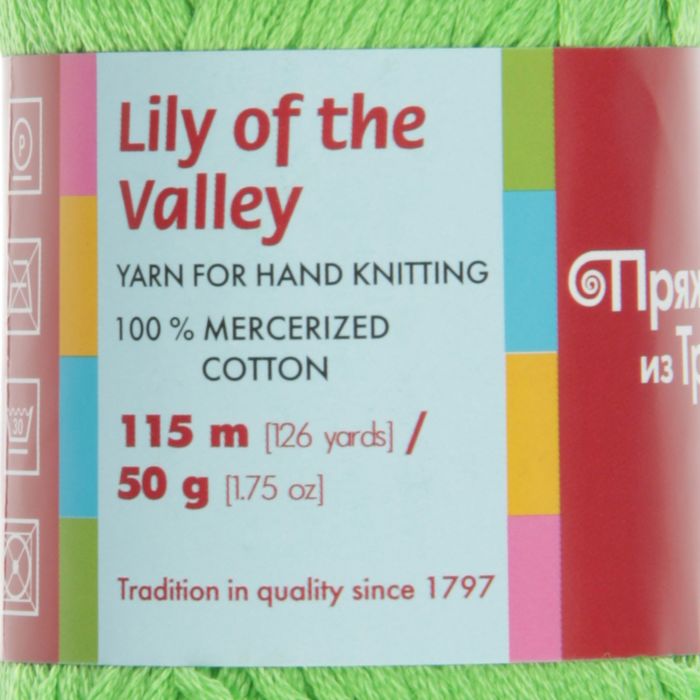 Lily of the
Valley
YARN FOR HAND KNITTING
100 % MERCERIZED
COTTON
115 m [126 yards] /
50 g [1.75 oz]
Tradition in quality since 1797
P
30
из